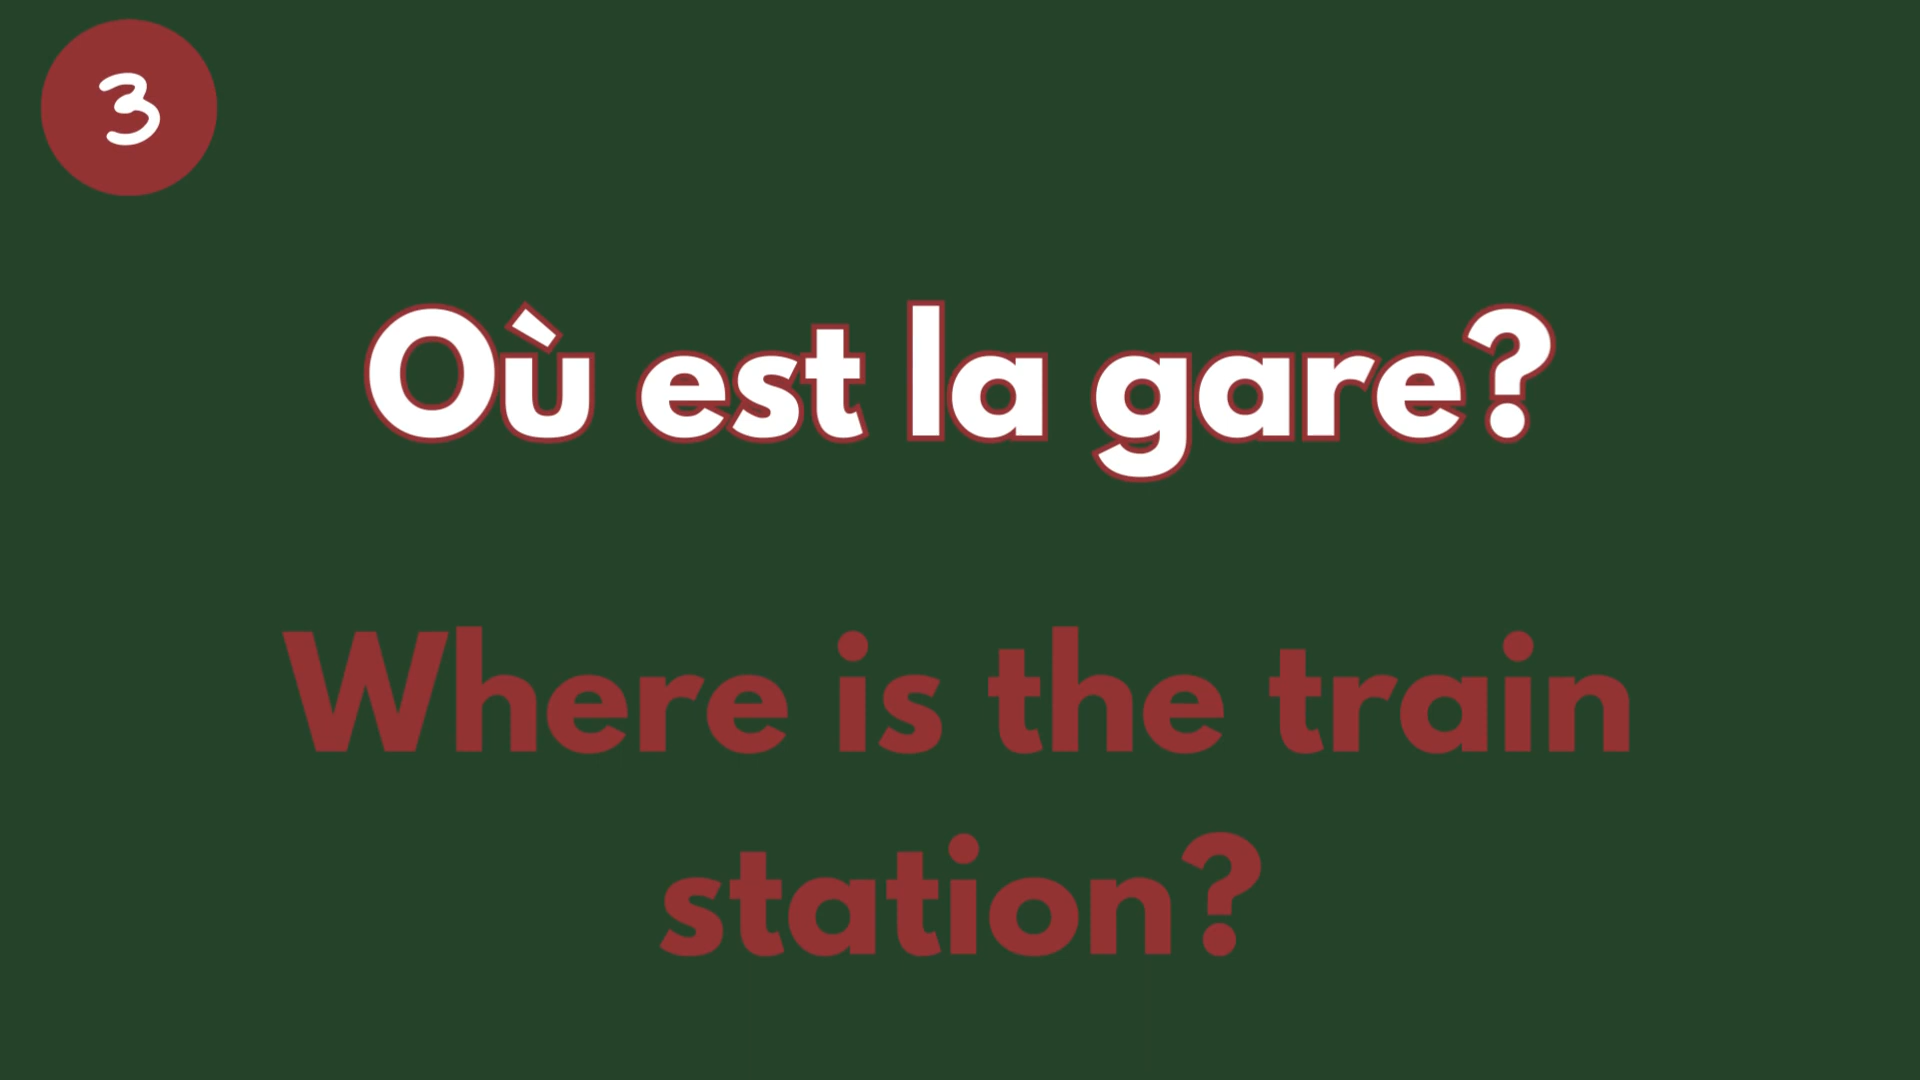 3
Où est la gare?
Where is the train
station?